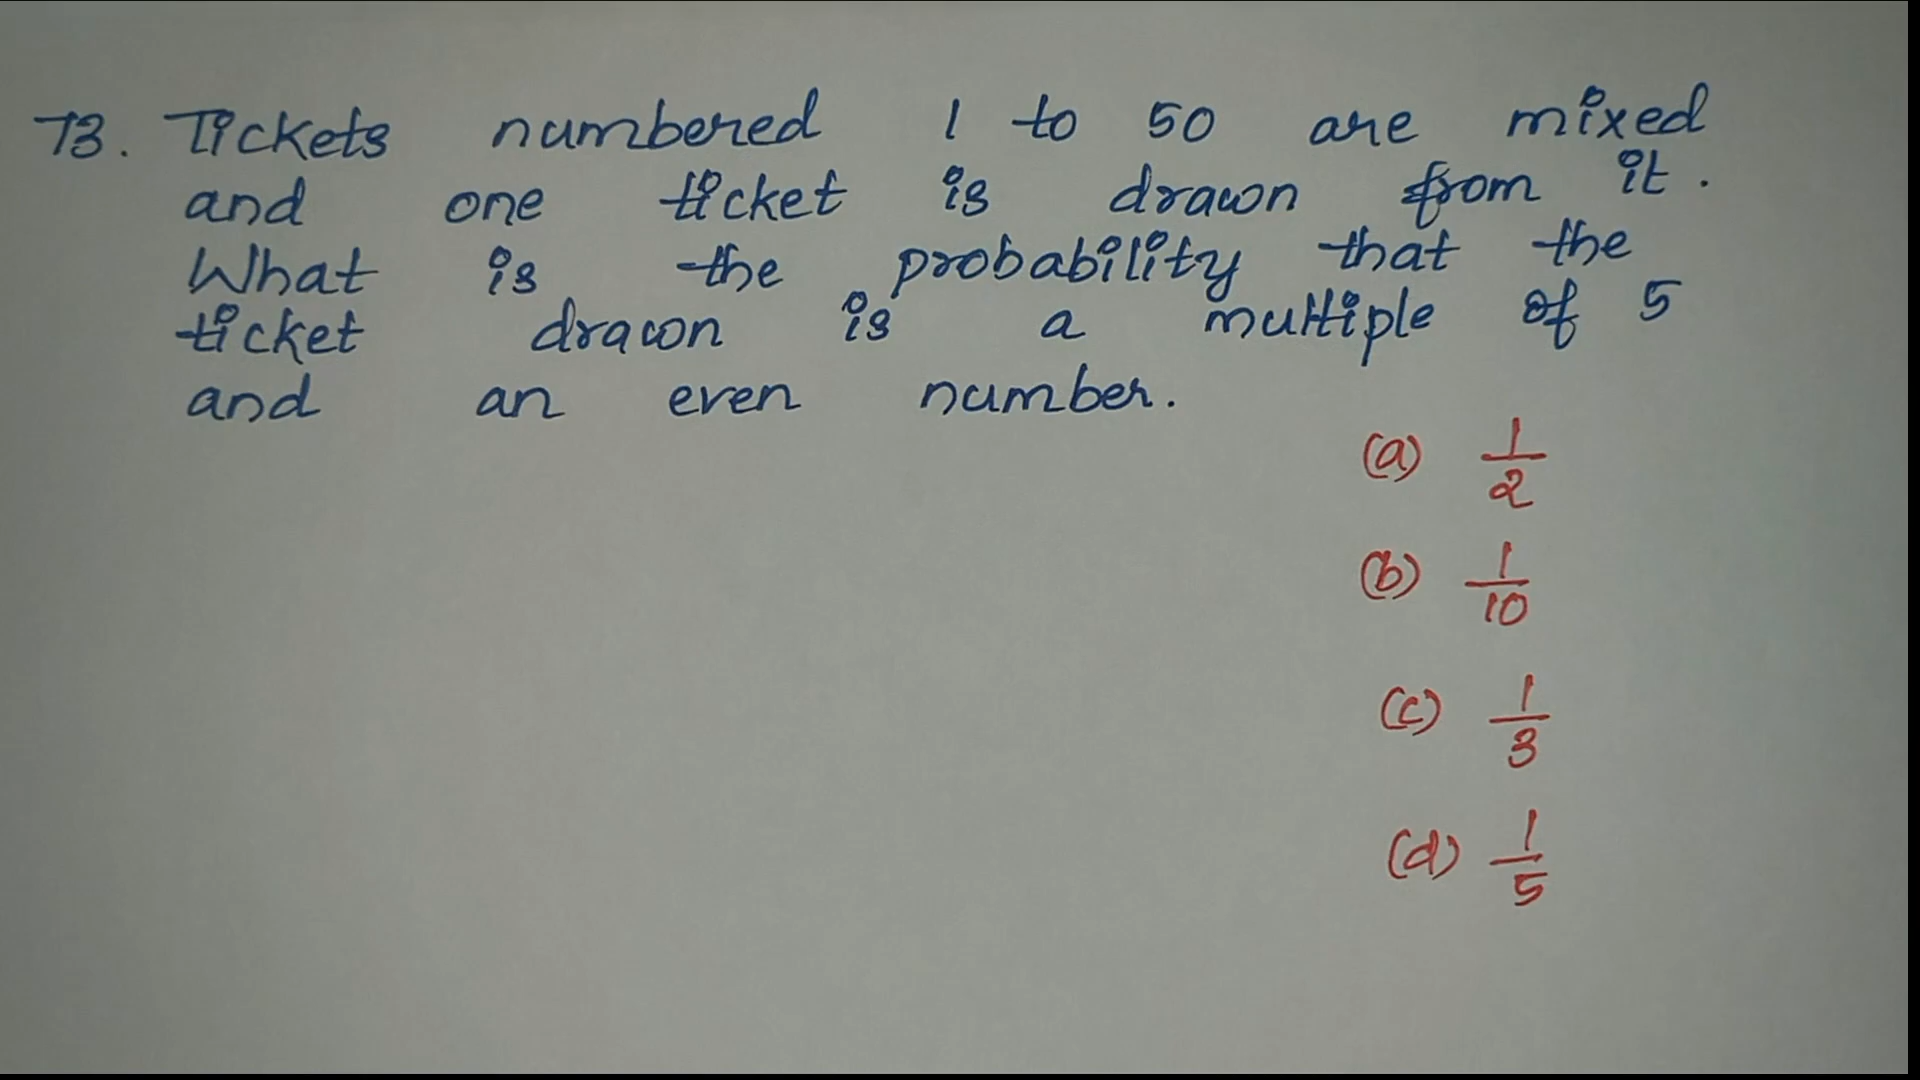 73. Tickets numbered 1 to 50 are mixed
and one ticket is drawn from it.
What is the probability that the
ticket drawn is a multiple of 5
and an even number.
(a) 1/2
(b) 1/10
(c) 1/3
(d) 1/5